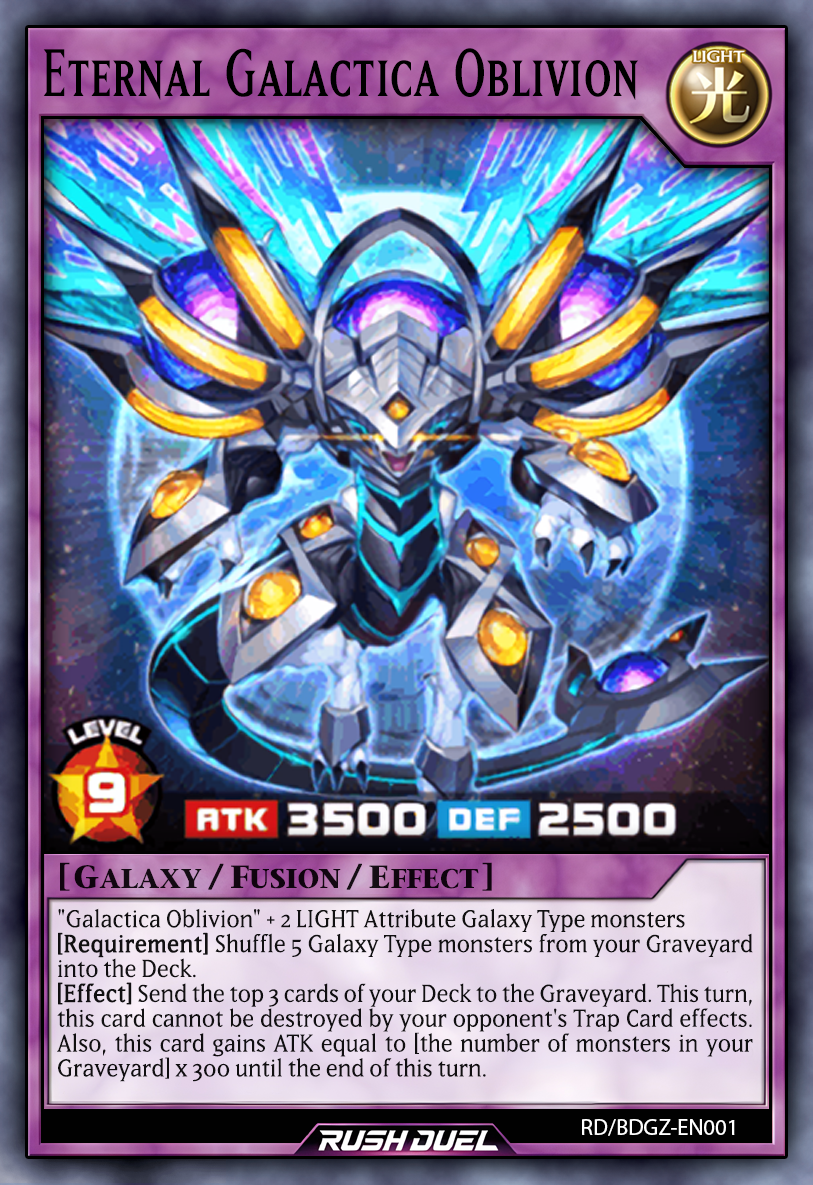 Eternal Galactica Oblivion
LIGHT
光
LEVEL
9
ATK 3500 DEF 2500
[Galaxy / Fusion / Effect]
"Galactica Oblivion" + 2 LIGHT Attribute Galaxy Type monsters
[Requirement] Shuffle 5 Galaxy Type monsters from your Graveyard
into the Deck.
[Effect] Send the top 3 cards of your Deck to the Graveyard. This turn,
this card cannot be destroyed by your opponent's Trap Card effects.
Also, this card gains ATK equal to [the number of monsters in your
Graveyard] x 300 until the end of this turn.
RD/BDGZ-EN001
RUSH DUEL